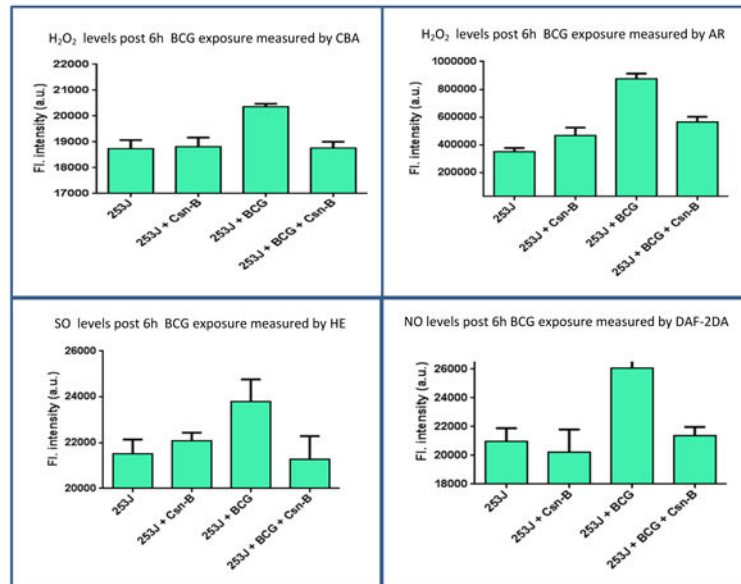 H₂O₂ levels post 6h BCG exposure measured by CBA
Fl. intensity (a.u.)
22000
21000
20000
19000
18000
17000
253J
253J + Csn-B
253J + BCG
253J + BCG + Csn-B
H₂O₂ levels post 6h BCG exposure measured by AR
Fl. intensity (a.u.)
1000000
800000
600000
400000
200000
253J
253J + Csn-B
253J + BCG
253J + BCG + Csn-B
SO levels post 6h BCG exposure measured by HE
Fl. intensity (a.u.)
26000
24000
22000
20000
253J
253J + Csn-B
253J + BCG
253J + BCG + Csn-B
NO levels post 6h BCG exposure measured by DAF-2DA
Fl. intensity (a.u.)
26000
24000
22000
20000
18000
253J
253J + Csn-B
253J + BCG
253J + BCG + Csn-B